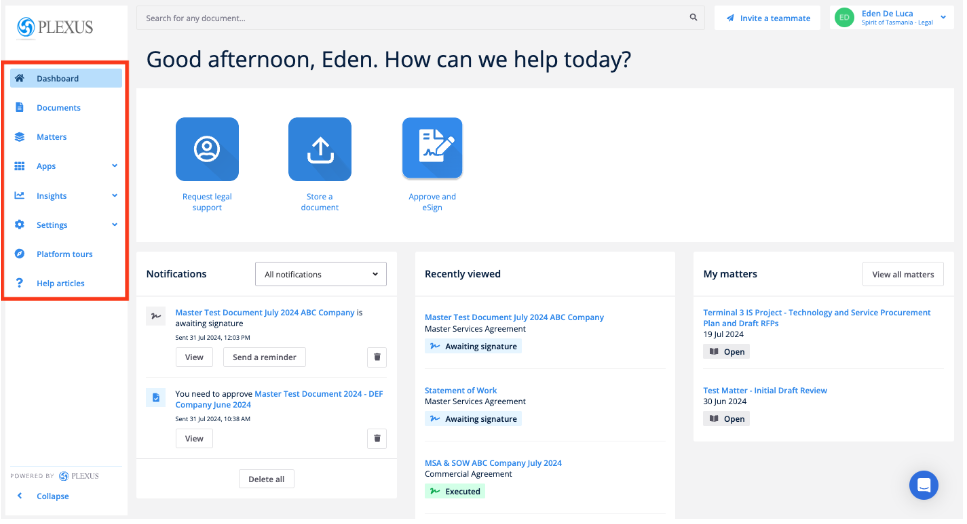 PLEXUS
Search for any document...
Invite a teammate
ED
Eden De Luca
Spirit of Tasmania - Legal
Good afternoon, Eden. How can we help today?
Dashboard
Documents
Matters
Apps
Insights
Settings
Platform tours
Help articles
POWERED BY PLEXUS
Collapse
Request legal
support
Store a
document
Approve and
eSign
Notifications
All notifications
Master Test Document July 2024 ABC Company is
awaiting signature
Sent 31 Jul 2024, 12:03 PM
View
Send a reminder
You need to approve Master Test Document 2024 - DEF
Company June 2024
Sent 31 Jul 2024, 10:38 AM
View
Delete all
Recently viewed
Master Test Document July 2024 ABC Company
Master Services Agreement
Awaiting signature
Statement of Work
Master Services Agreement
Awaiting signature
MSA & SOW ABC Company July 2024
Commercial Agreement
Executed
My matters
View all matters
Terminal 3 IS Project - Technology and Service Procurement
Plan and Draft RFPs
19 Jul 2024
Open
Test Matter - Initial Draft Review
30 Jun 2024
Open